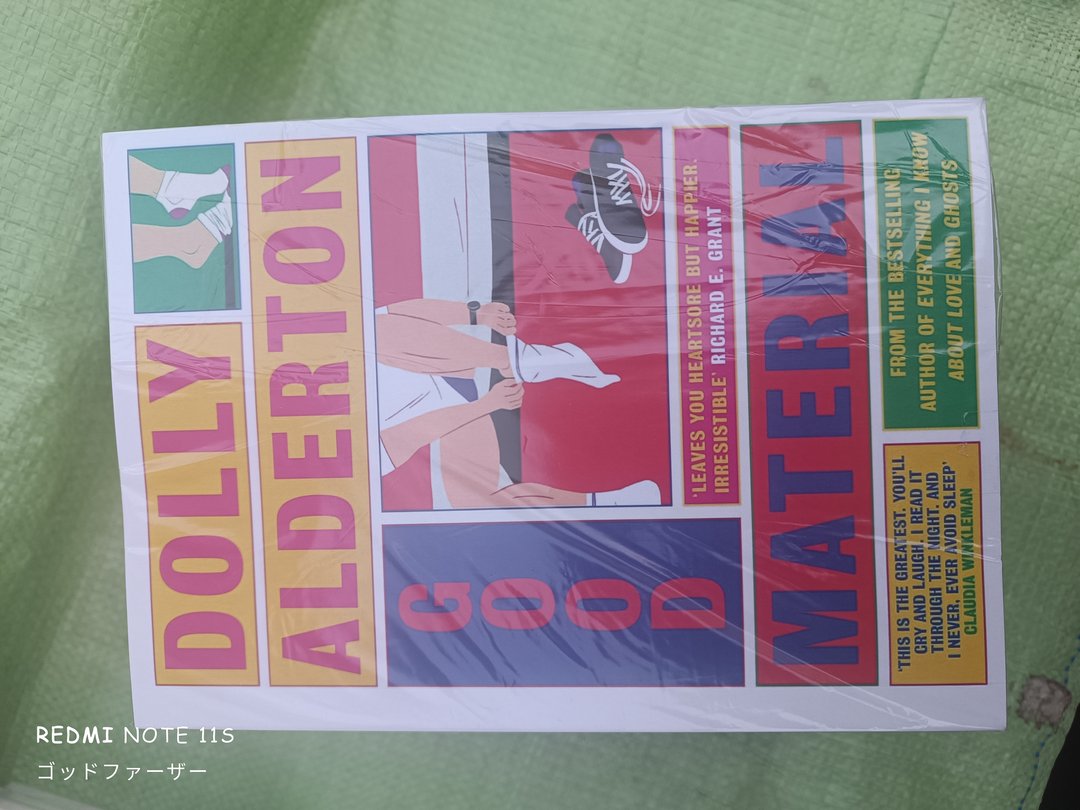 DOLLY
ALDERTON
GOOD
'LEAVES YOU HEARTSORE BUT HAPPIER.
IRRESISTIBLE' RICHARD E. GRANT
MATERIAL
'THIS IS THE GREATEST. YOU'LL
CRY AND LAUGH. I READ IT
THROUGH THE NIGHT, AND
I NEVER, EVER AVOID SLEEP'
CLAUDIA WINKLEMAN
FROM THE BESTSELLING
AUTHOR OF EVERYTHING I KNOW
ABOUT LOVE AND GHOSTS
REDMI NOTE 11S
ゴッドファーザー